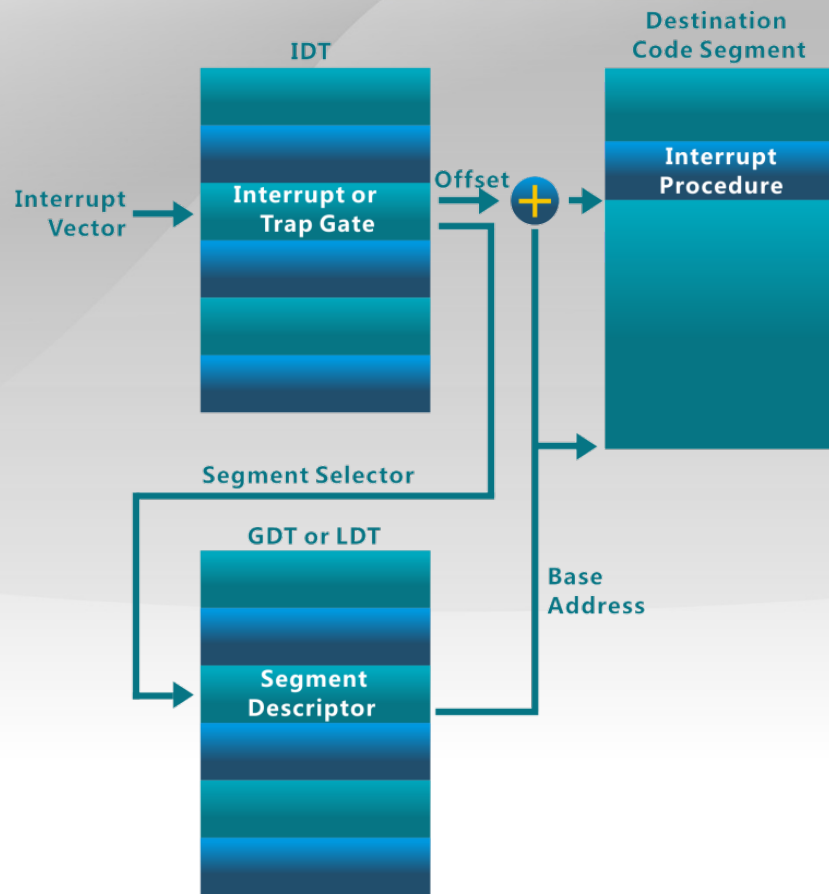 IDT
Destination
Code Segment
Interrupt
Vector
Interrupt or
Trap Gate
Offset
Interrupt
Procedure
Segment Selector
GDT or LDT
Base
Address
Segment
Descriptor